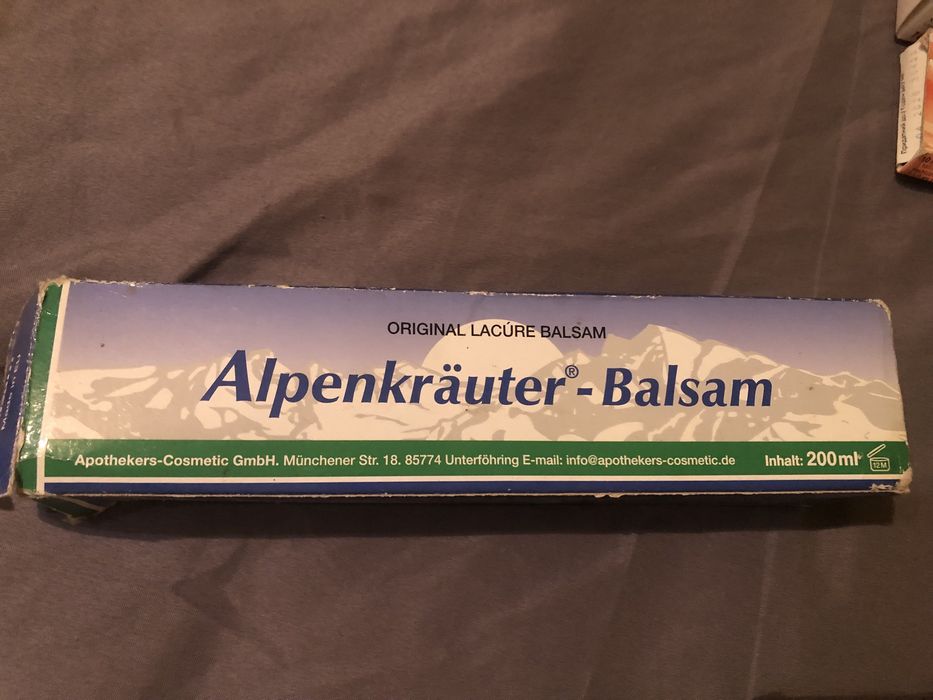 ORIGINAL LACÚRE BALSAM
Alpenkräuter®-Balsam
Apothekers-Cosmetic GmbH. Münchener Str. 18. 85774 Unterföhring E-mail: info@apothekers-cosmetic.de
Inhalt: 200ml
12M